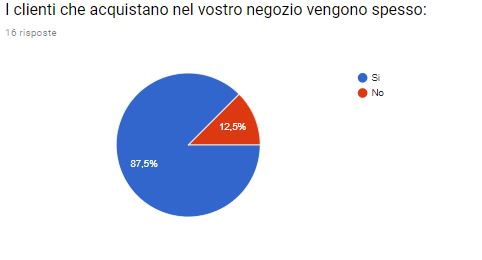 I clienti che acquistano nel vostro negozio vengono spesso:
16 risposte
Si
No
12,5%
87,5%